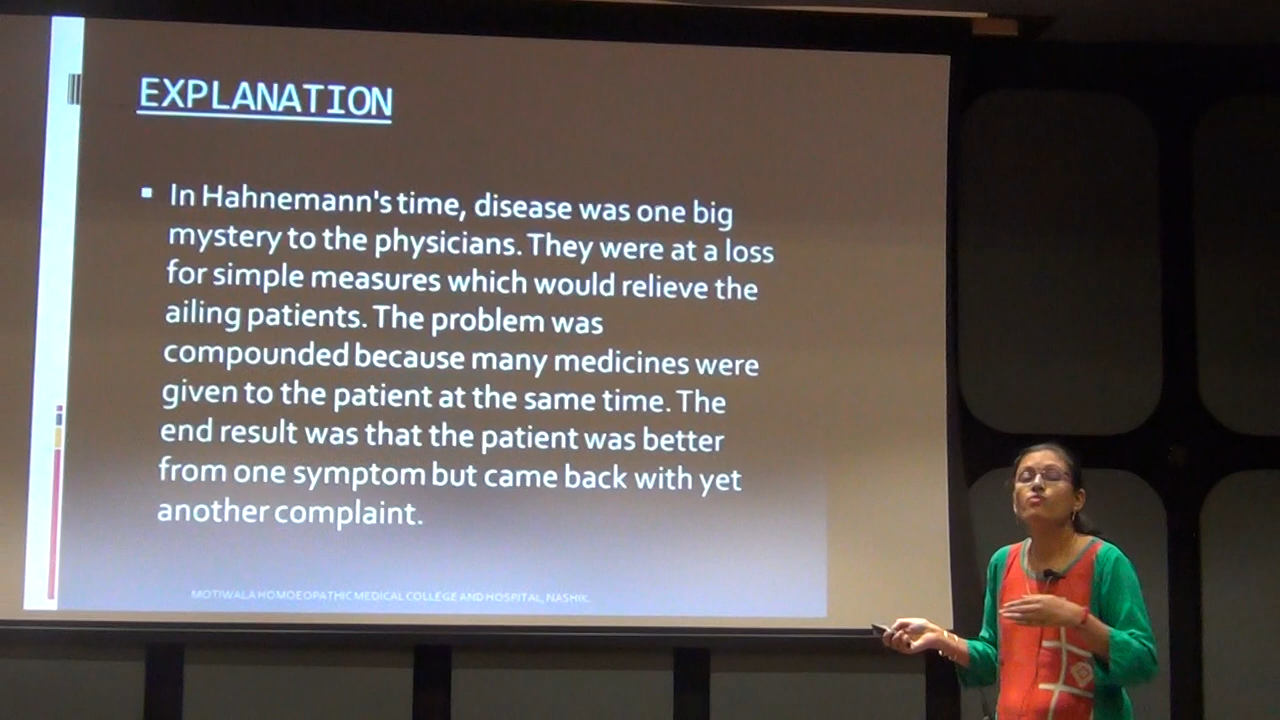 EXPLANATION
In Hahnemann's time, disease was one big
mystery to the physicians. They were at a loss
for simple measures which would relieve the
ailing patients. The problem was
compounded because many medicines were
given to the patient at the same time. The
end result was that the patient was better
from one symptom but came back with yet
another complaint.
MOTIWALA HOMOEOPATHIC MEDICAL COLLEGE AND HOSPITAL, NASHIK.